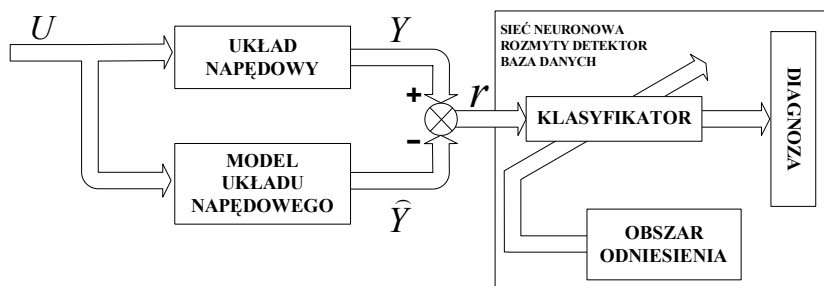 U
UKŁAD
NAPĘDOWY
Y
MODEL
UKŁADU
NAPĘDOWEGO
Ŷ
+
-
r
SIEĆ NEURONOWA
ROZMYTY DETEKTOR
BAZA DANYCH
KLASYFIKATOR
DIAGNOZA
OBSZAR
ODNIESIENIA